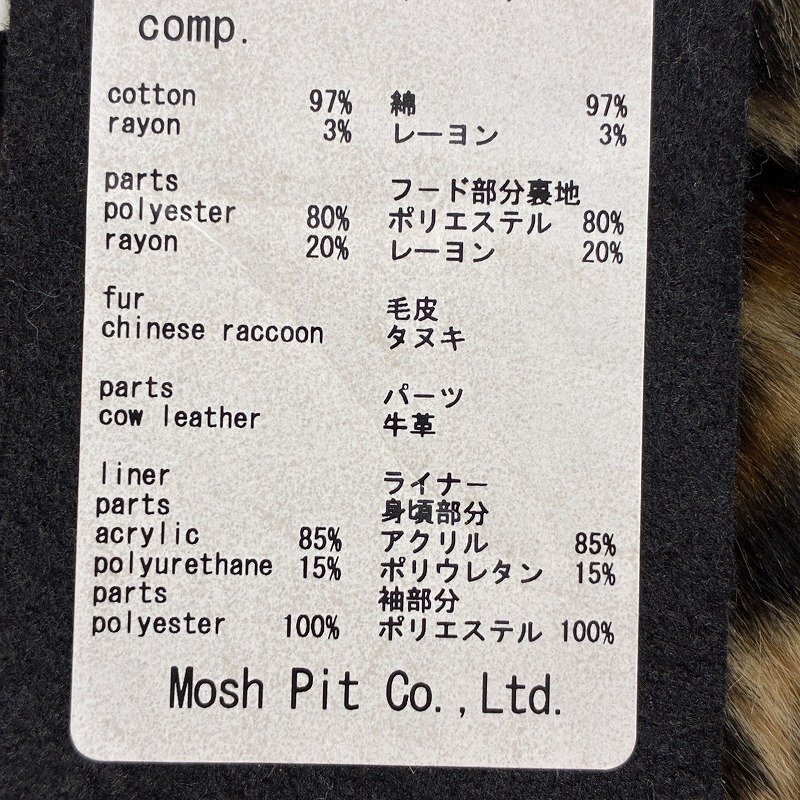 comp.
cotton 97% 綿 97%
rayon 3% レーヨン 3%
parts フード部分裏地
polyester 80% ポリエステル 80%
rayon 20% レーヨン 20%
fur 毛皮
chinese raccoon タヌキ
parts パーツ
cow leather 牛革
liner ライナー
parts 身頃部分
acrylic 85% アクリル 85%
polyurethane 15% ポリウレタン 15%
parts 袖部分
polyester 100% ポリエステル 100%
Mosh Pit Co.,Ltd.